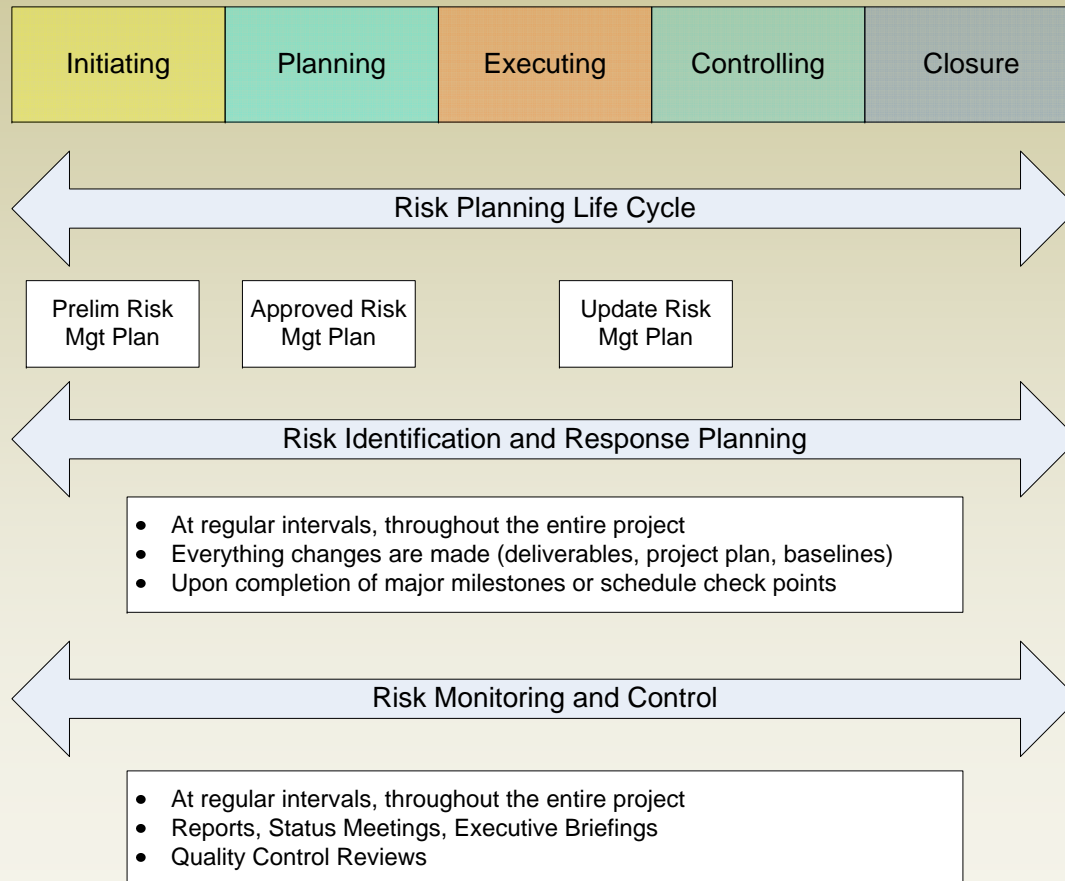 Initiating
Planning
Executing
Controlling
Closure
Risk Planning Life Cycle
Prelim Risk
Mgt Plan
Approved Risk
Mgt Plan
Update Risk
Mgt Plan
Risk Identification and Response Planning
• At regular intervals, throughout the entire project
• Everything changes are made (deliverables, project plan, baselines)
• Upon completion of major milestones or schedule check points
Risk Monitoring and Control
• At regular intervals, throughout the entire project
• Reports, Status Meetings, Executive Briefings
• Quality Control Reviews